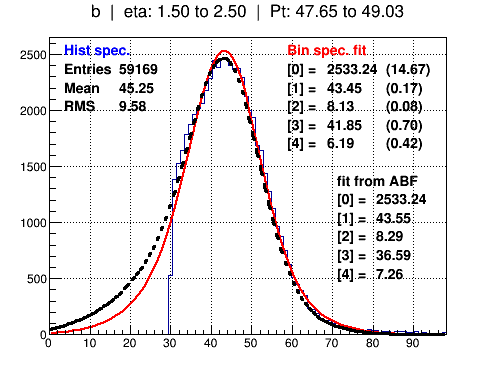 b | eta: 1.50 to 2.50 | Pt: 47.65 to 49.03
Hist spec.
Entries 59169
Mean 45.25
RMS 9.58
Bin spec. fit
[0] = 2533.24 (14.67)
[1] = 43.45 (0.17)
[2] = 8.13 (0.08)
[3] = 41.85 (0.70)
[4] = 6.19 (0.42)
fit from ABF
[0] = 2533.24
[1] = 43.55
[2] = 8.29
[3] = 36.59
[4] = 7.26
2500
2000
1500
1000
500
0
0 10 20 30 40 50 60 70 80 90